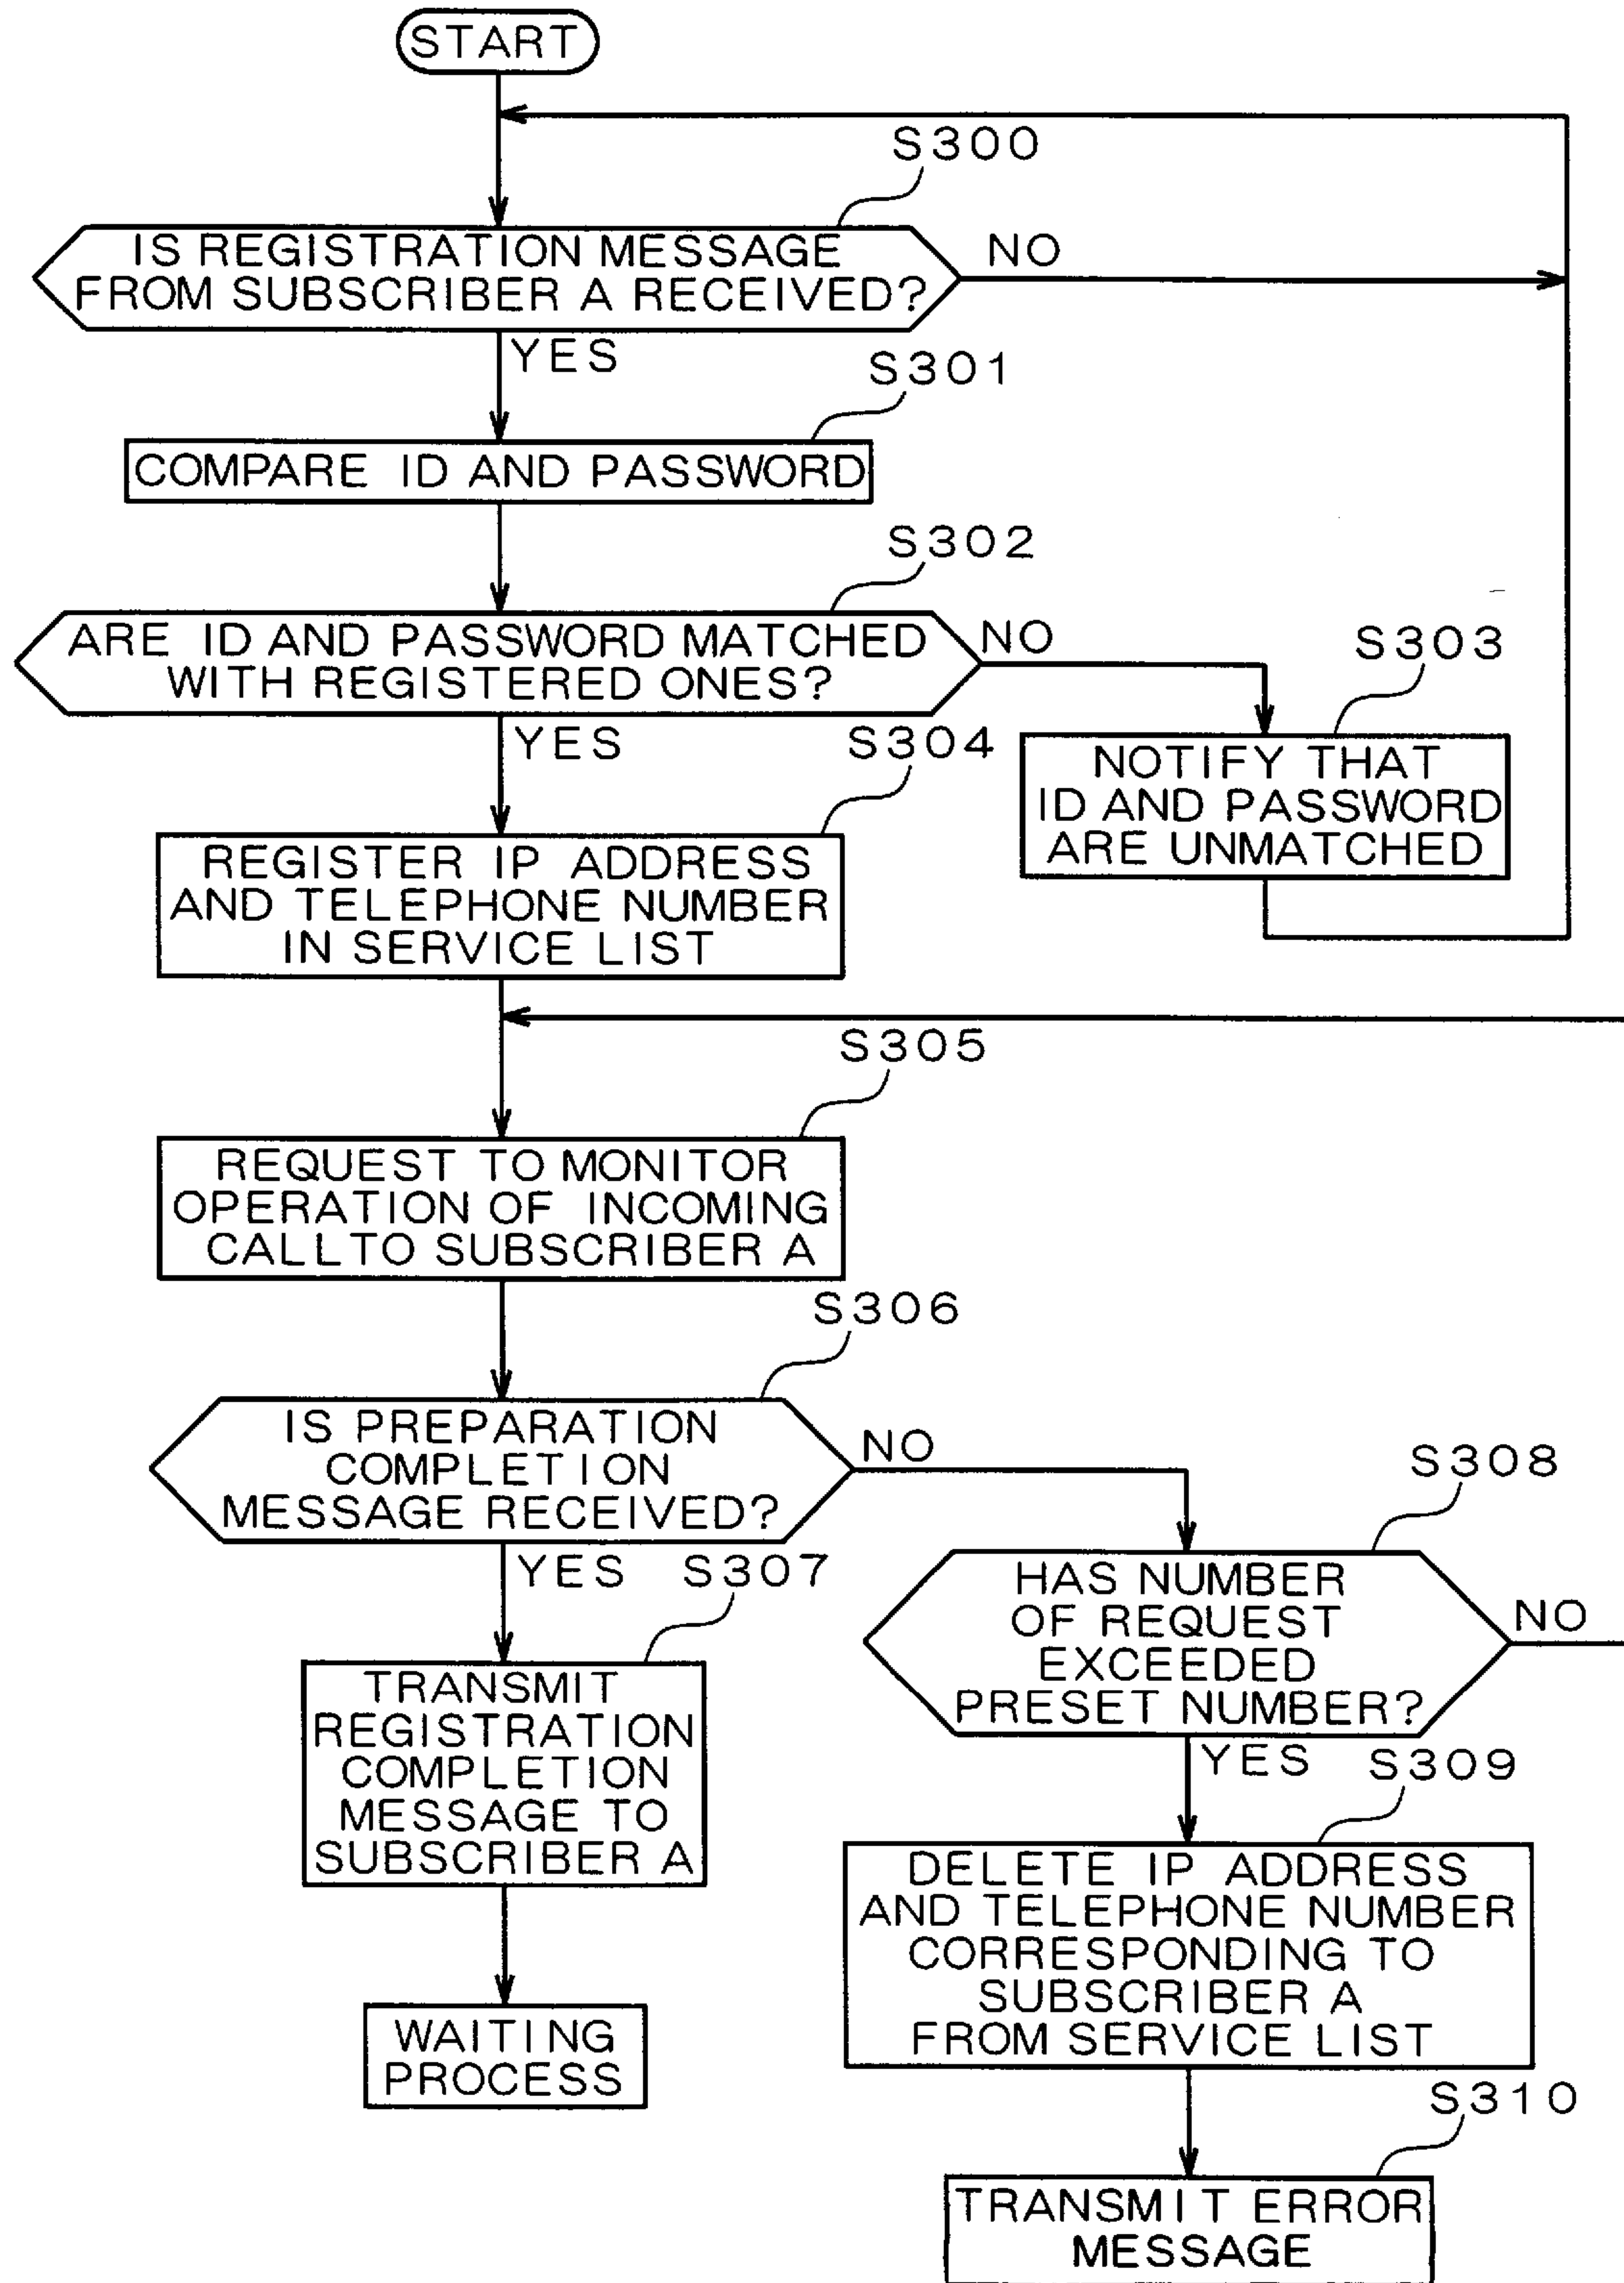 START
S300
IS REGISTRATION MESSAGE
FROM SUBSCRIBER A RECEIVED?
NO
YES
S301
COMPARE ID AND PASSWORD
S302
ARE ID AND PASSWORD MATCHED
WITH REGISTERED ONES?
NO
S303
YES
S304
NOTIFY THAT
ID AND PASSWORD
ARE UNMATCHED
REGISTER IP ADDRESS
AND TELEPHONE NUMBER
IN SERVICE LIST
S305
REQUEST TO MONITOR
OPERATION OF INCOMING
CALLTO SUBSCRIBER A
S306
IS PREPARATION
COMPLETION
MESSAGE RECEIVED?
NO
S308
YES
S307
HAS NUMBER
OF REQUEST
EXCEEDED
PRESET NUMBER?
NO
TRANSMIT
REGISTRATION
COMPLETION
MESSAGE TO
SUBSCRIBER A
YES
S309
DELETE IP ADDRESS
AND TELEPHONE NUMBER
CORRESPONDING TO
SUBSCRIBER A
FROM SERVICE LIST
WAITING
PROCESS
S310
TRANSMIT ERROR
MESSAGE